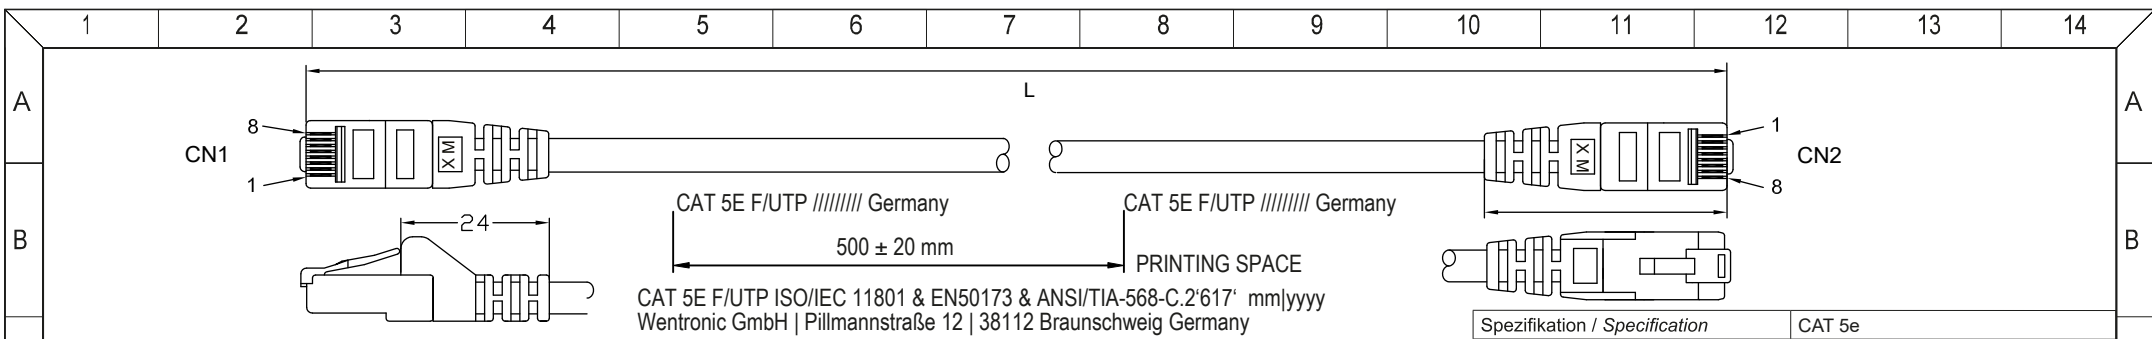 1 2 3 4 5 6 7 8 9 10 11 12 13 14
A A
L
8 1
CN1 XM XM CN2
1 8
CAT 5E F/UTP ///////// Germany CAT 5E F/UTP ///////// Germany
24
B B
500 ± 20 mm
PRINTING SPACE
CAT 5E F/UTP ISO/IEC 11801 & EN50173 & ANSI/TIA-568-C.2‘617‘ mm|yyyy
Wentronic GmbH | Pillmannstraße 12 | 38112 Braunschweig Germany
Spezifikation / Specification CAT 5e